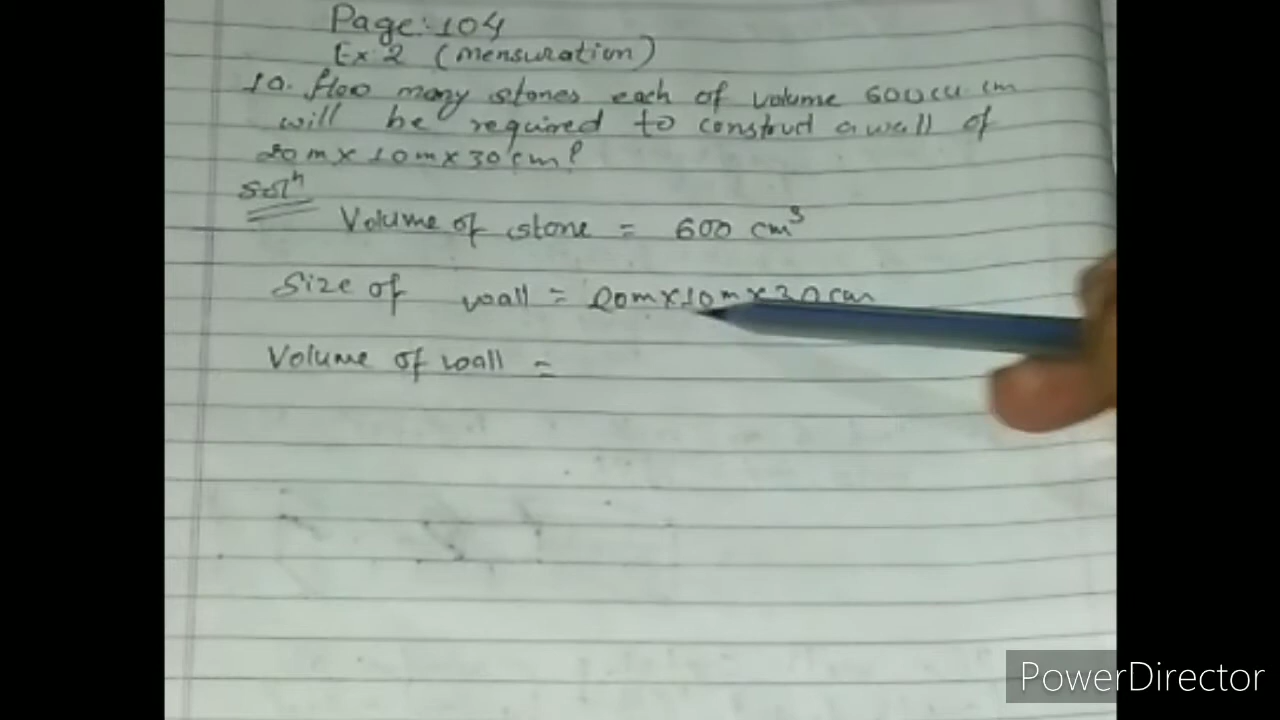 Page: 104
Ex 2 (mensuration)
10. How many stones each of volume 600 cu cm
will be required to construct a wall of
20m x 10m x 30cm?
Solⁿ
Volume of stone = 600 cm³
Size of wall = 20m x 10m x 30cm
Volume of wall =
PowerDirector